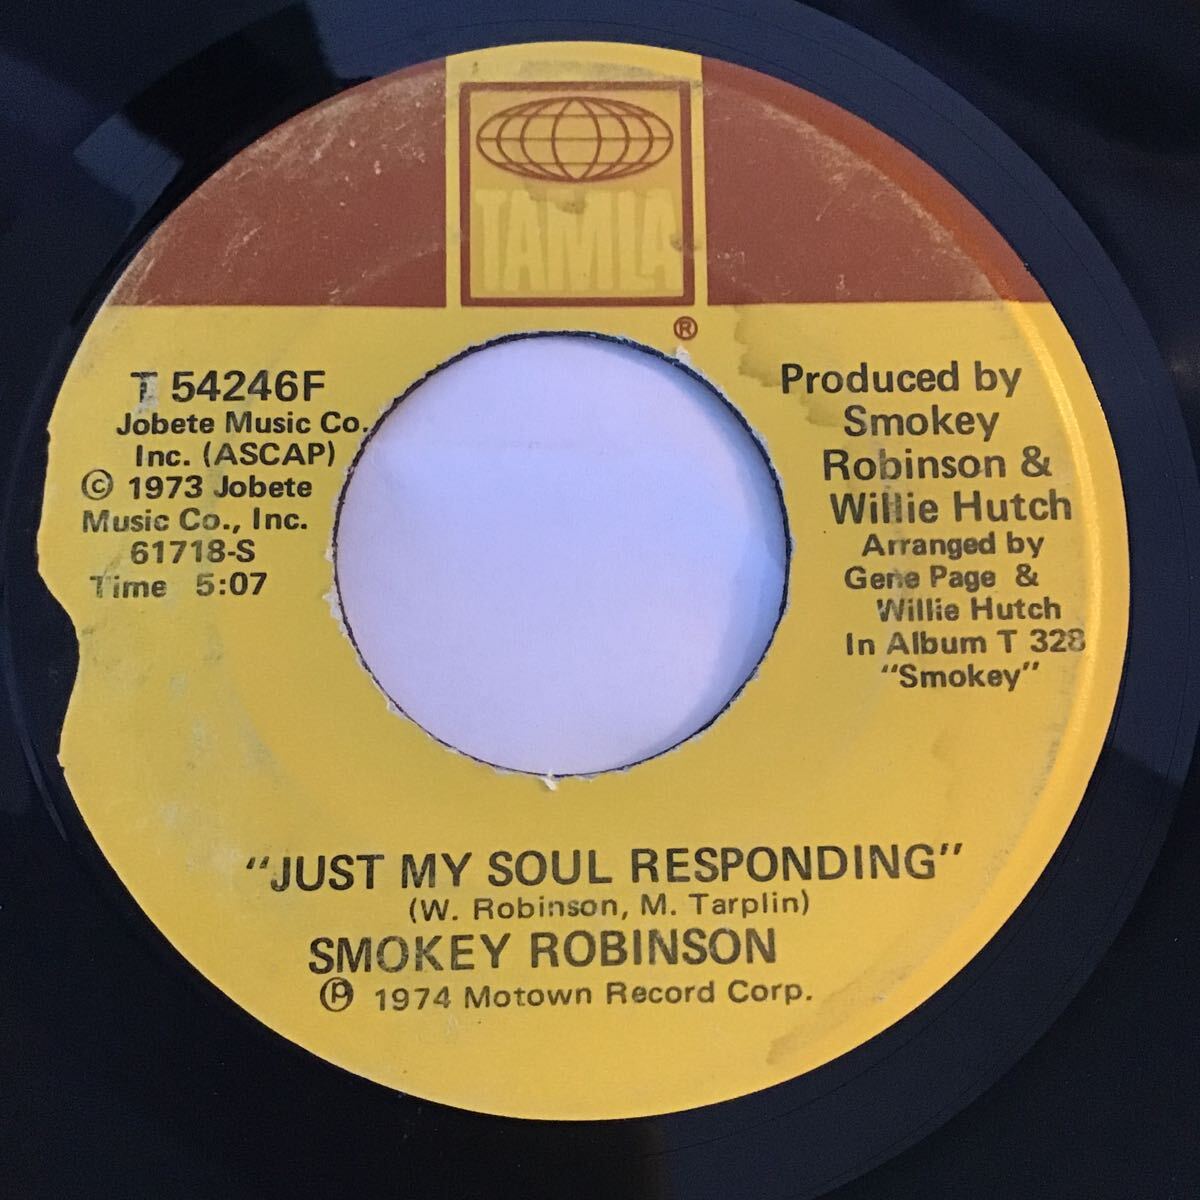 TAMLA
®
T 54246F
Jobete Music Co.
Inc. (ASCAP)
© 1973 Jobete
Music Co., Inc.
61718-S
Time 5:07
Produced by
Smokey
Robinson &
Willie Hutch
Arranged by
Gene Page &
Willie Hutch
In Album T 328
"Smokey"
"JUST MY SOUL RESPONDING"
(W. Robinson, M. Tarplin)
SMOKEY ROBINSON
℗ 1974 Motown Record Corp.